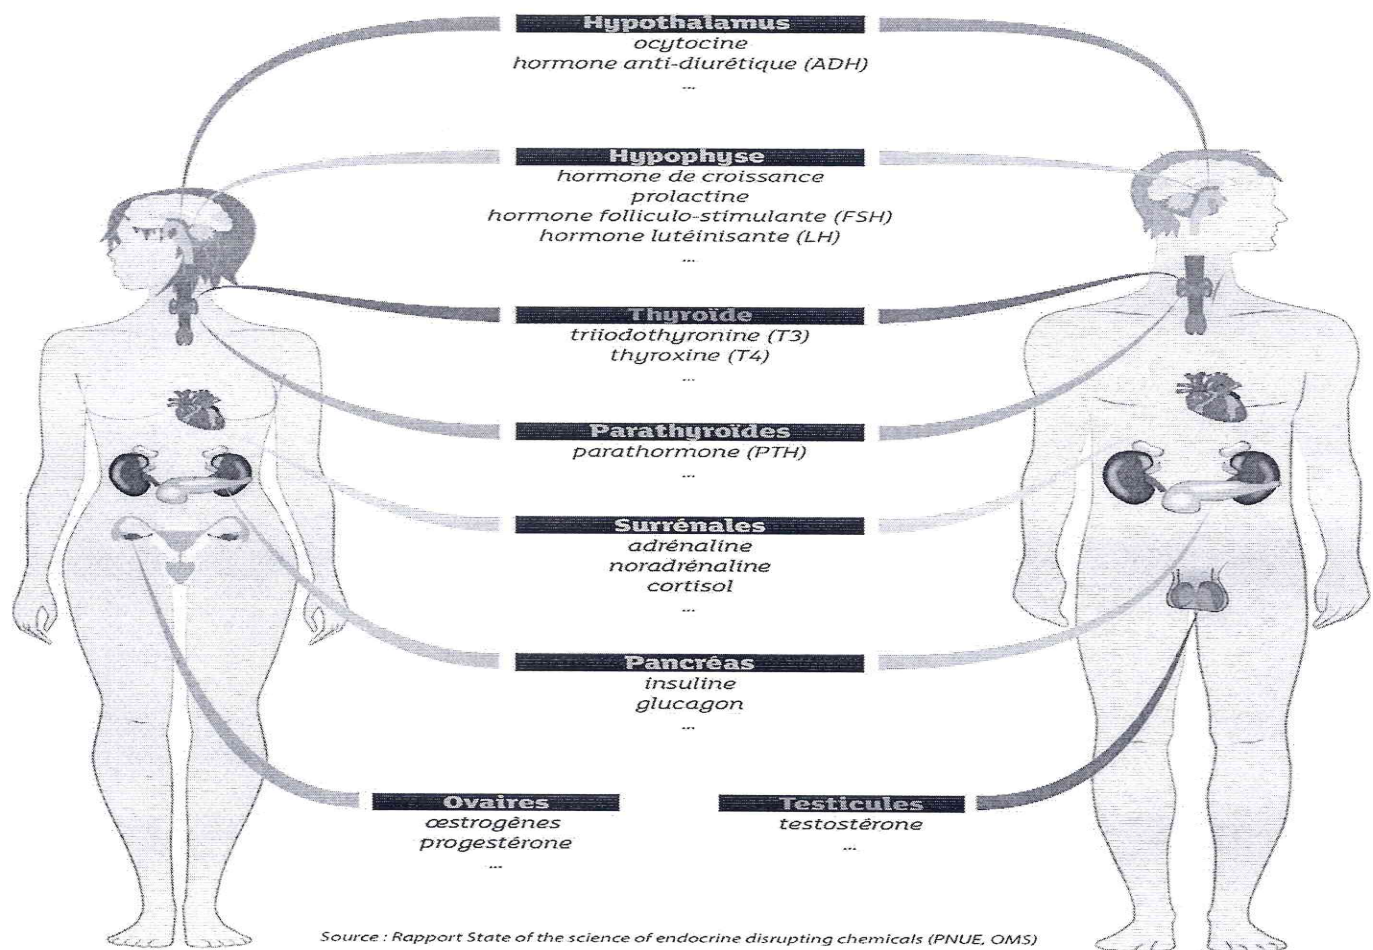 Hypothalamus
ocytocine
hormone anti-diurétique (ADH)
...
Hypophyse
hormone de croissance
prolactine
hormone folliculo-stimulante (FSH)
hormone lutéinisante (LH)
...
Thyroïde
triiodothyronine (T3)
thyroxine (T4)
...
Parathyroïdes
parathormone (PTH)
...
Surrénales
adrénaline
noradrénaline
cortisol
...
Pancréas
insuline
glucagon
...
Ovaires
œstrogènes
progestérone
...
Testicules
testostérone
...
Source : Rapport State of the science of endocrine disrupting chemicals (PNUE, OMS)